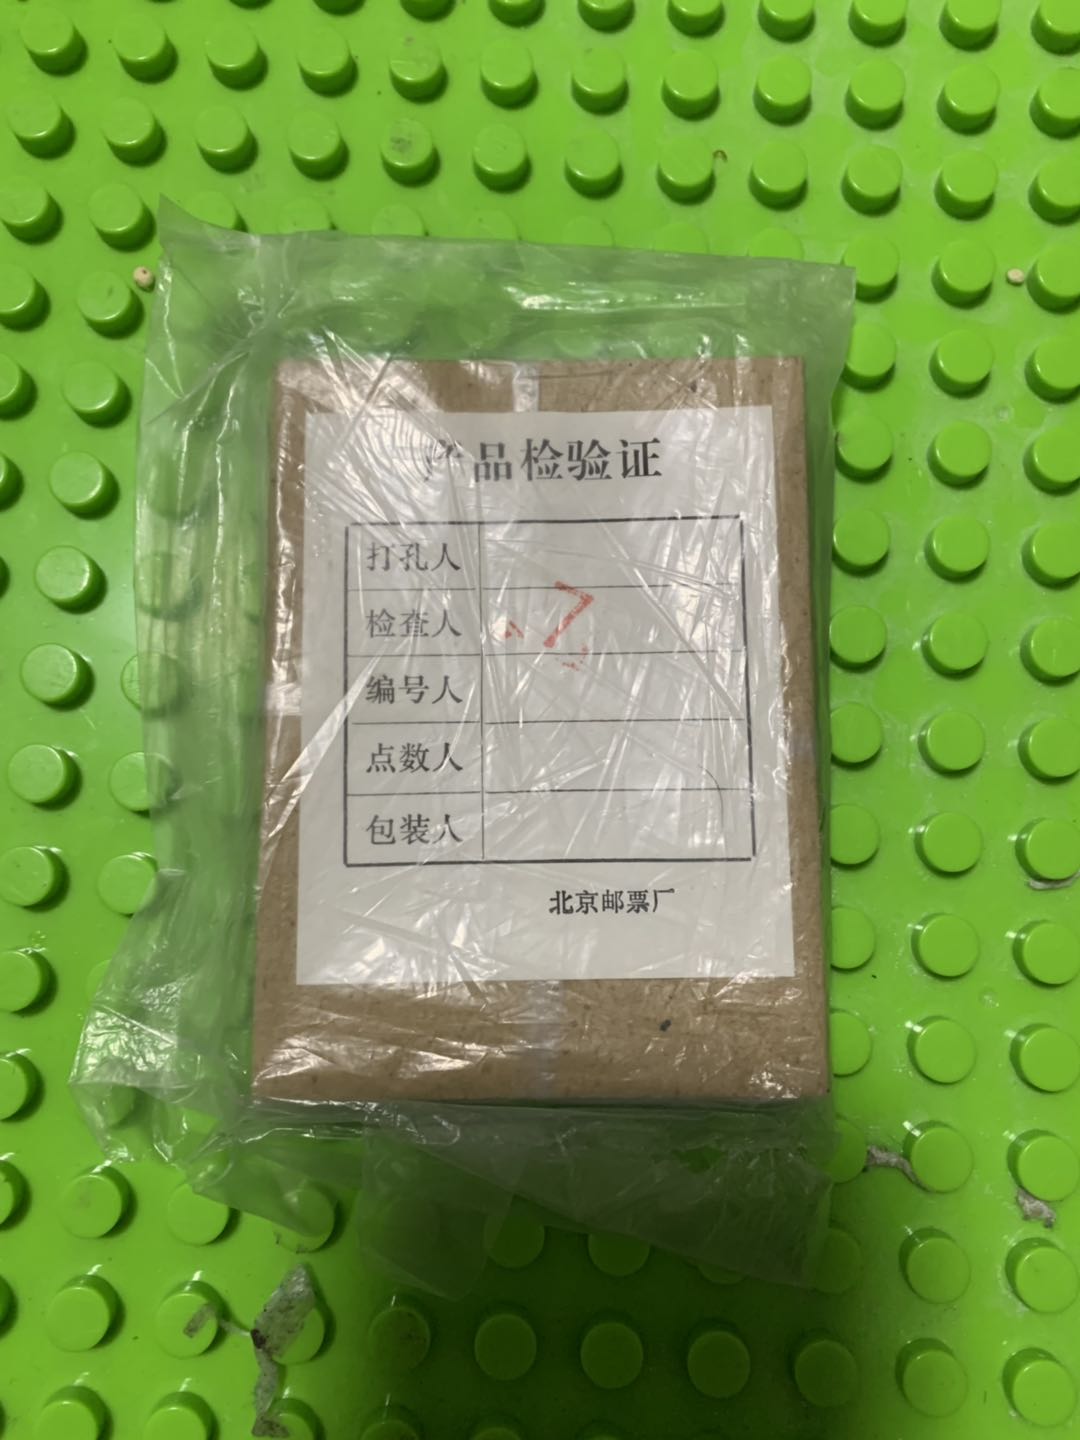 产品检验证
打孔人
检查人
编号人
点数人
包装人
北京邮票厂